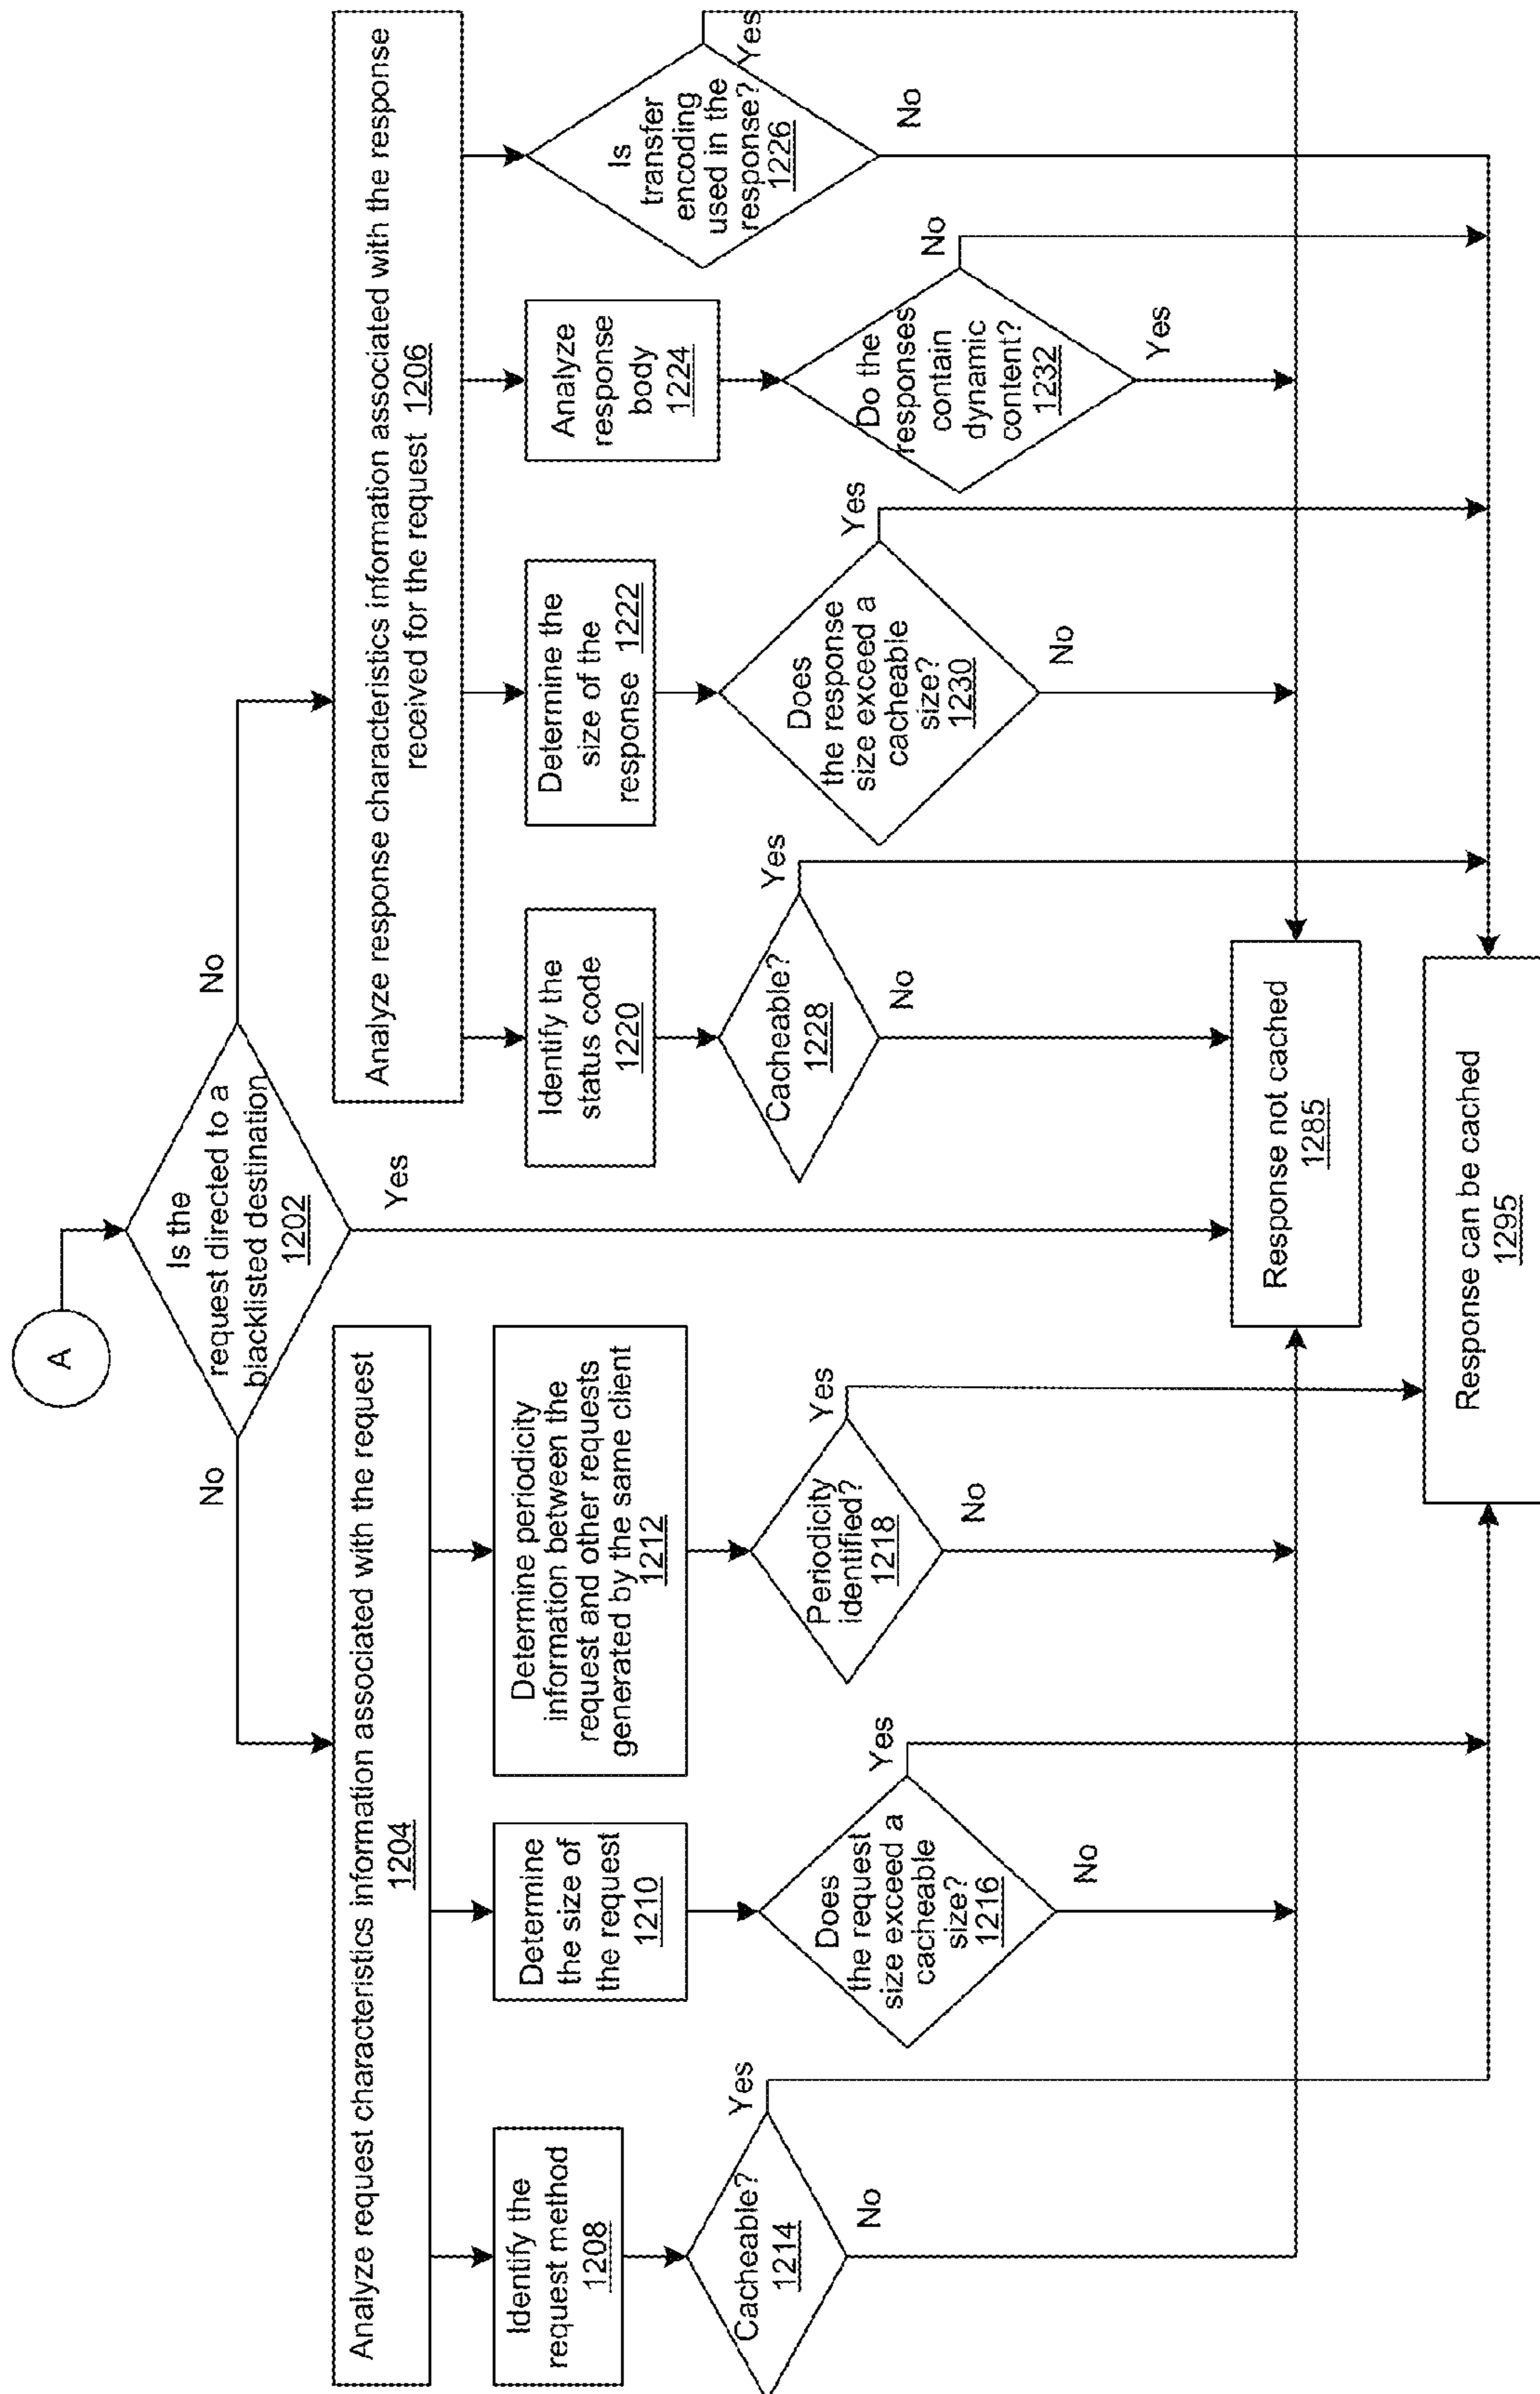 A
Is the
request directed to a
blacklisted destination
1202
No
Yes
No
Analyze request characteristics information associated with the request
1204
Analyze response characteristics information associated with the response
received for the request 1206
Identify the
request method
1208
Determine
the size of
the request
1210
Determine periodicity
information between the
request and other requests
generated by the same client
1212
Identify the
status code
1220
Determine the
size of the
response 1222
Analyze
response
body
1224
Is
transfer
encoding
used in the
response?
1226
Yes
No
Cacheable?
1214
Yes
No
Does
the request
size exceed a
cacheable
size?
1216
Yes
No
Periodicity
identified?
1218
Yes
No
Cacheable?
1228
Yes
No
Does
the response
size exceed a
cacheable
size?
1230
Yes
No
Do the
responses
contain
dynamic
content?
1232
No
Yes
Response not cached
1285
Response can be cached
1295